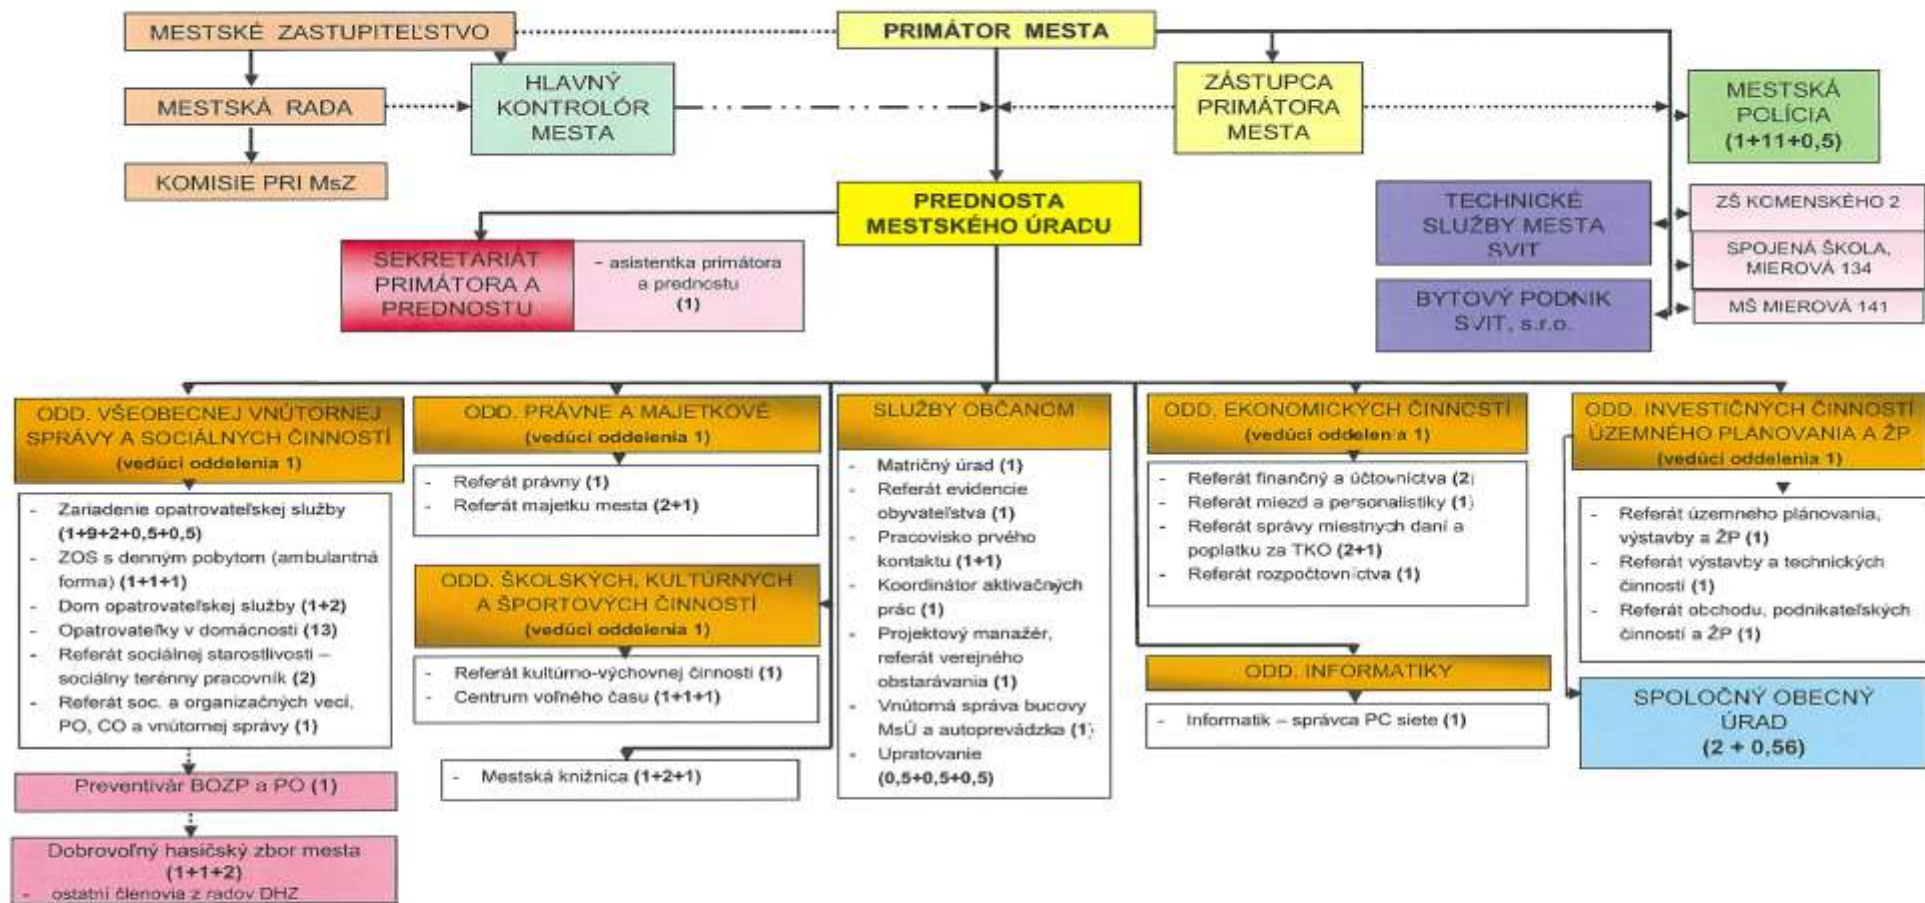 MESTSKÉ ZASTUPITEĽSTVO
PRIMÁTOR MESTA
MESTSKÁ RADA
HLAVNÝ
KONTROLÓR
MESTA
ZÁSTUPCA
PRIMÁTORA
MESTA
MESTSKÁ
POLÍCIA
(1+11+0,5)
KOMISIE PRI MsZ
PREDNOSTA
MESTSKÉHO ÚRADU
TECHNICKÉ
SLUŽBY MESTA
SVIT
ZŠ KOMENSKÉHO 2
SPOJENÁ ŠKOLA,
MIEROVÁ 134
MŠ MIEROVÁ 141
SEKRETARIÁT
PRIMÁTORA A
PREDNOSTU
– asistentka primátora
a prednostu
(1)
BYTOVÝ PODNIK
SVIT, s.r.o.
ODD. VŠEOBECNEJ VNÚTORNEJ
SPRÁVY A SOCIÁLNYCH ČINNOSTÍ
(vedúci oddelenia 1)
- Zariadenie opatrovateľskej služby
(1+9+2+0,5+0,5)
- ZOS s denným pobytom (ambulantná
forma) (1+1+1)
- Dom opatrovateľskej služby (1+2)
- Opatrovateľky v domácnosti (13)
- Referát sociálnej starostlivosti –
sociálny terénny pracovník (2)
- Referát soc. a organizačných vecí,
PO, CO a vnútornej správy (1)
Preventivár BOZP a PO (1)
Dobrovoľný hasičský zbor mesta
(1+1+2)
- ostatní členovia z radov DHZ
ODD. PRÁVNE A MAJETKOVÉ
(vedúci oddelenia 1)
- Referát právny (1)
- Referát majetku mesta (2+1)
ODD. ŠKOLSKÝCH, KULTÚRNYCH
A ŠPORTOVÝCH ČINNOSTÍ
(vedúci oddelenia 1)
- Referát kultúrno-výchovnej činnosti (1)
- Centrum voľného času (1+1+1)
- Mestská knižnica (1+2+1)
SLUŽBY OBČANOM
- Matričný úrad (1)
- Referát evidencie
obyvateľstva (1)
- Pracovisko prvého
kontaktu (1+1)
- Koordinátor aktivačných
prác (1)
- Projektový manažér,
referát verejného
obstarávania (1)
- Vnútorná správa bucovy
MsÚ a autoprevádzka (1)
- Upratovanie
(0,5+0,5+0,5)
ODD. EKONOMICKÝCH ČINNOSTÍ
(vedúci oddelenia 1)
- Referát finančný a účtovníctva (2)
- Referát miezd a personalistiky (1)
- Referát správy miestnych daní a
poplatku za TKO (2+1)
- Referát rozpočtovníctva (1)
ODD. INFORMATIKY
- Informatik – správca PC siete (1)
ODD. INVESTIČNÝCH ČINNOSTÍ
ÚZEMNÉHO PLÁNOVANIA A ŽP
(vedúci oddelenia 1)
- Referát územneho plánovania,
výstavby a ŽP (1)
- Referát výstavby a technických
činností (1)
- Referát obchodu, podnikateľských
činností a ŽP (1)
SPOLOČNÝ OBECNÝ
ÚRAD
(2 + 0,56)